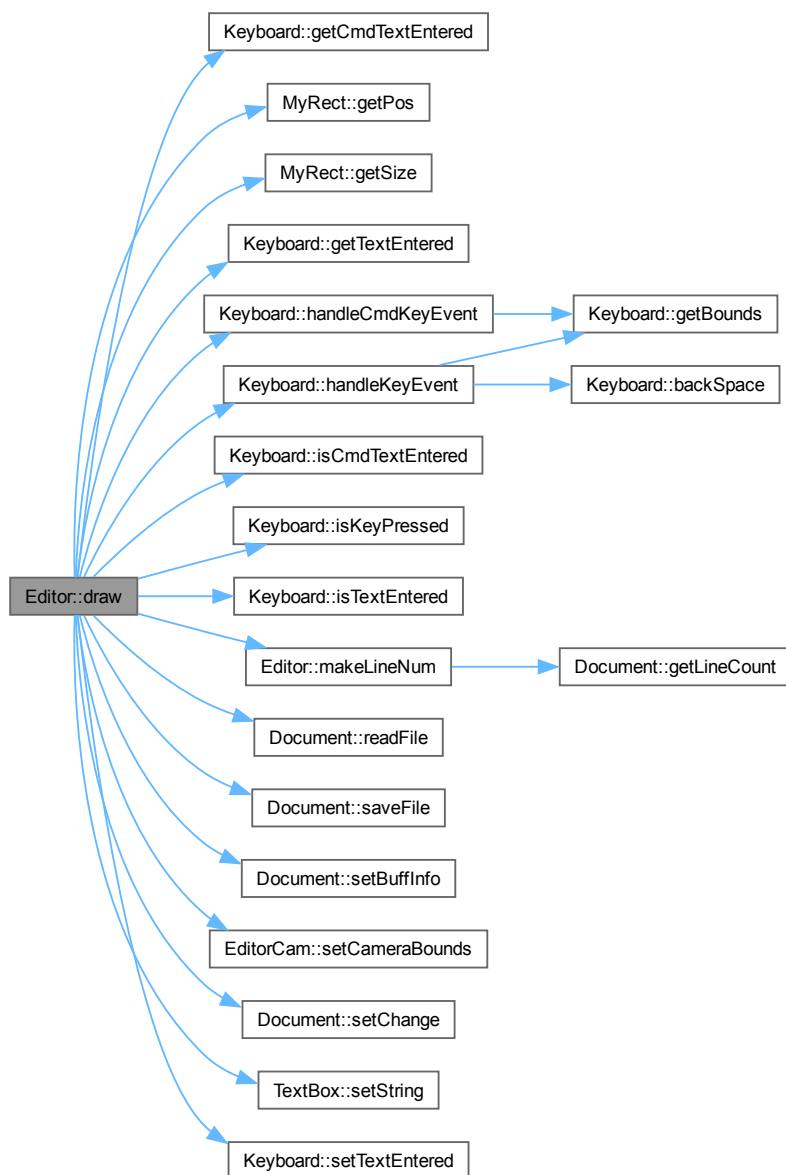 Keyboard::getCmdTextEntered
MyRect::getPos
MyRect::getSize
Keyboard::getTextEntered
Keyboard::handleCmdKeyEvent
Keyboard::getBounds
Keyboard::handleKeyEvent
Keyboard::backSpace
Keyboard::isCmdTextEntered
Keyboard::isKeyPressed
Editor::draw
Keyboard::isTextEntered
Editor::makeLineNum
Document::getLineCount
Document::readFile
Document::saveFile
Document::setBuffInfo
EditorCam::setCameraBounds
Document::setChange
TextBox::setString
Keyboard::setTextEntered